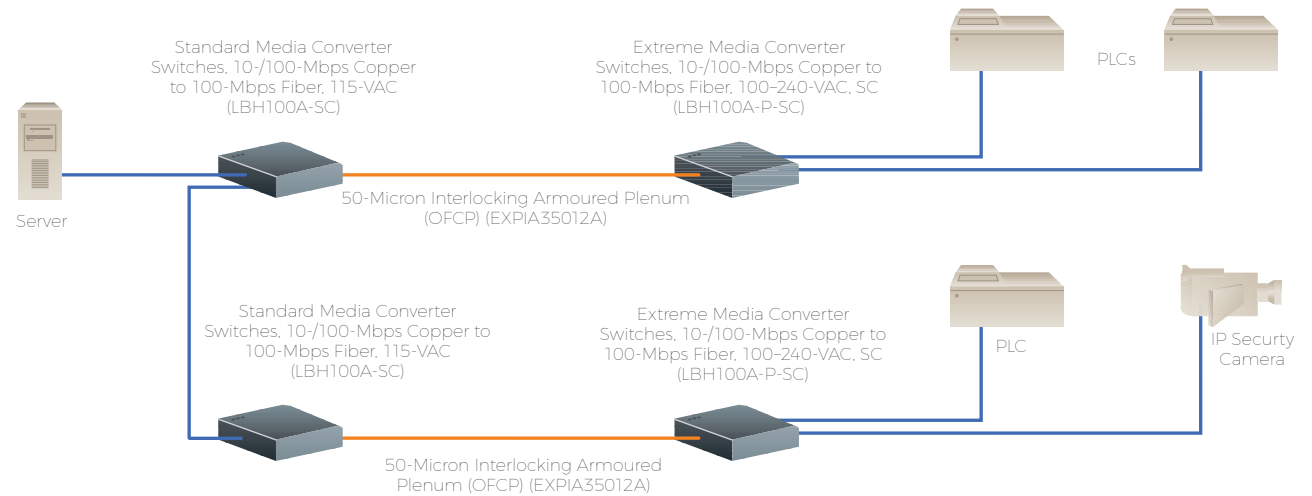 Standard Media Converter
Switches, 10-/100-Mbps Copper
to 100-Mbps Fiber, 115-VAC
(LBH100A-SC)
Extreme Media Converter
Switches, 10-/100-Mbps Copper to
100-Mbps Fiber, 100–240-VAC, SC
(LBH100A-P-SC)
PLCs
Server
50-Micron Interlocking Armoured Plenum
(OFCP) (EXPIA35012A)
Standard Media Converter
Switches, 10-/100-Mbps Copper to
100-Mbps Fiber, 115-VAC
(LBH100A-SC)
Extreme Media Converter
Switches, 10-/100-Mbps Copper to
100-Mbps Fiber, 100–240-VAC, SC
(LBH100A-P-SC)
PLC
IP Securty
Camera
50-Micron Interlocking Armoured
Plenum (OFCP) (EXPIA35012A)